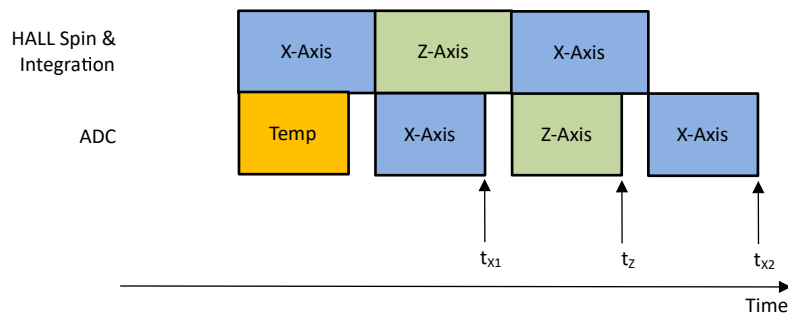 HALL Spin &
Integration
X-Axis
Z-Axis
X-Axis
ADC
Temp
X-Axis
Z-Axis
X-Axis
tX1
tZ
tX2
Time